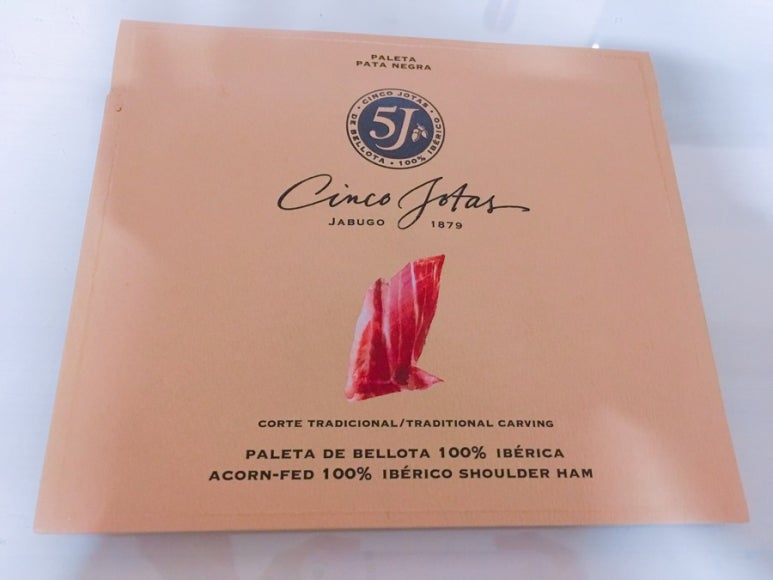 PALETA
PATA NEGRA
CINCO JOTAS
5J
DE BELLOTA · 100% IBÉRICO
Cinco Jotas
JABUGO 1879
CORTE TRADICIONAL/TRADITIONAL CARVING
PALETA DE BELLOTA 100% IBÉRICA
ACORN-FED 100% IBÉRICO SHOULDER HAM